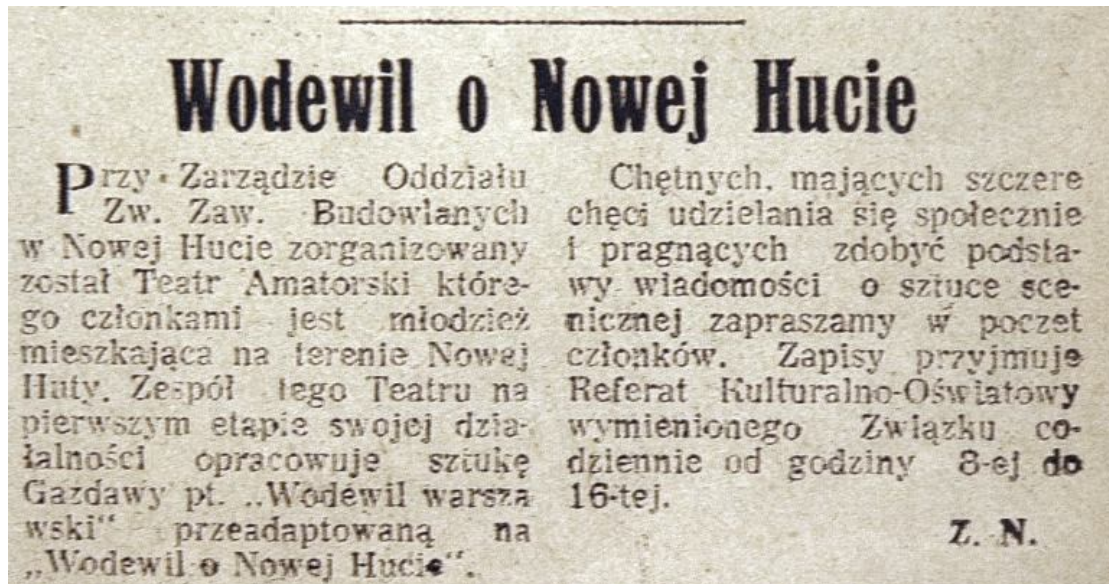 Wodewil o Nowej Hucie
Przy Zarządzie Oddziału
Zw. Zaw. Budowlanych
w Nowej Hucie zorganizowany
został Teatr Amatorski które-
go członkami jest młodzież
mieszkająca na terenie Nowej
Huty. Zespół tego Teatru na
pierwszym etapie swojej dzia-
łalności opracowuje sztukę
Gazdawy pt. „Wodewil warsza
wski“ przeadaptowaną na
„Wodewil o Nowej Hucie“.
Chętnych, mających szczere
chęci udzielania się społecznie
i pragnących zdobyć podsta-
wy wiadomości o sztuce sce-
nicznej zapraszamy w poczet
członków. Zapisy przyjmuje
Referat Kulturalno-Oświatowy
wymienionego Związku co-
dziennie od godziny 8-ej do
16-tej.
Z. N.